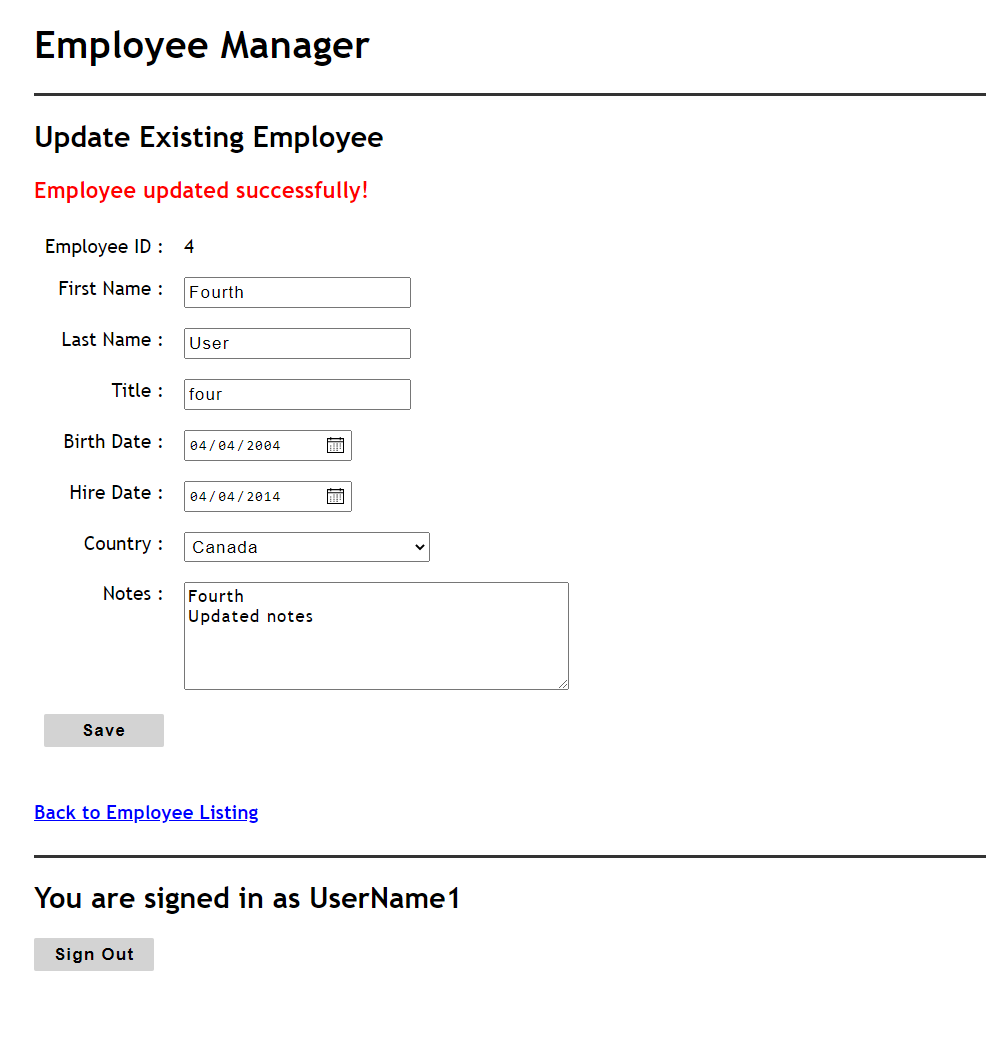 Employee Manager
Update Existing Employee
Employee updated successfully!
Employee ID : 4
First Name : Fourth
Last Name : User
Title : four
Birth Date : 04/04/2004
Hire Date : 04/04/2014
Country : Canada
Notes : Fourth
Updated notes
Save
Back to Employee Listing
You are signed in as UserName1
Sign Out